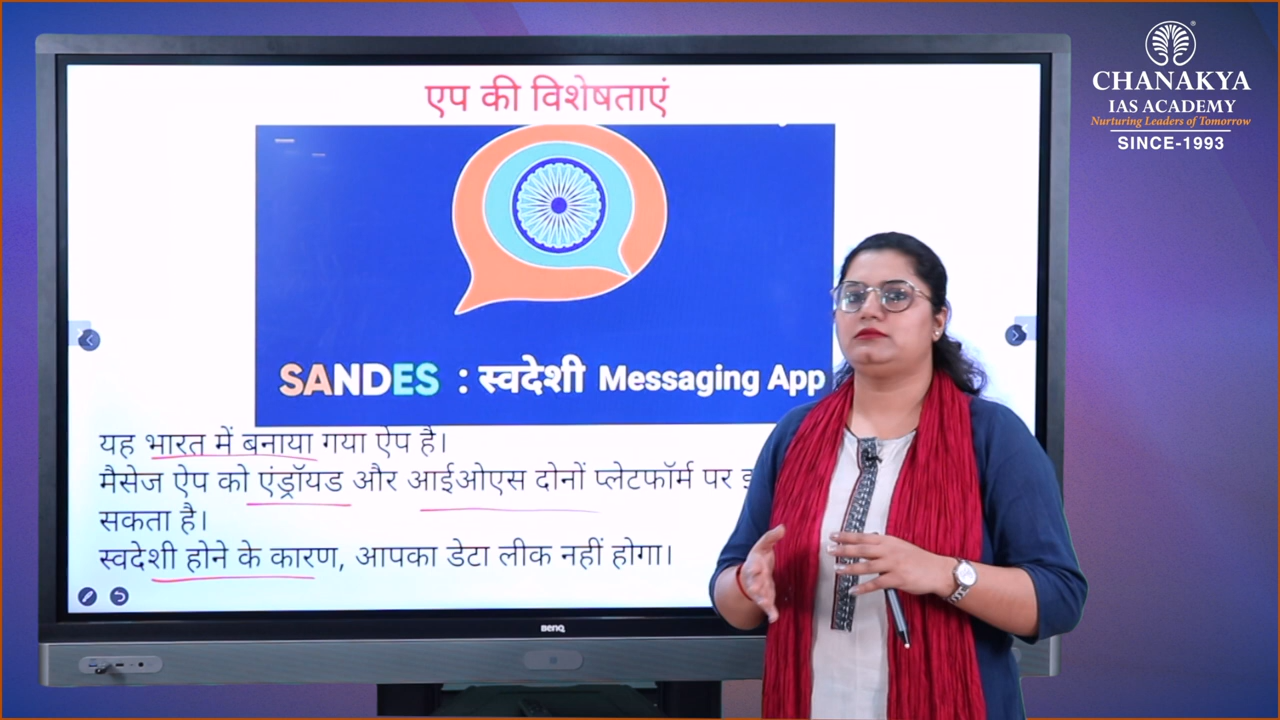 एप की विशेषताएं
SANDES : स्वदेशी Messaging App
यह भारत में बनाया गया ऐप है।
मैसेज ऐप को एंड्रॉयड और आईओएस दोनों प्लेटफॉर्म पर
सकता है।
स्वदेशी होने के कारण, आपका डेटा लीक नहीं होगा।
BenQ
CHANAKYA
IAS ACADEMY
Nurturing Leaders of Tomorrow
SINCE-1993